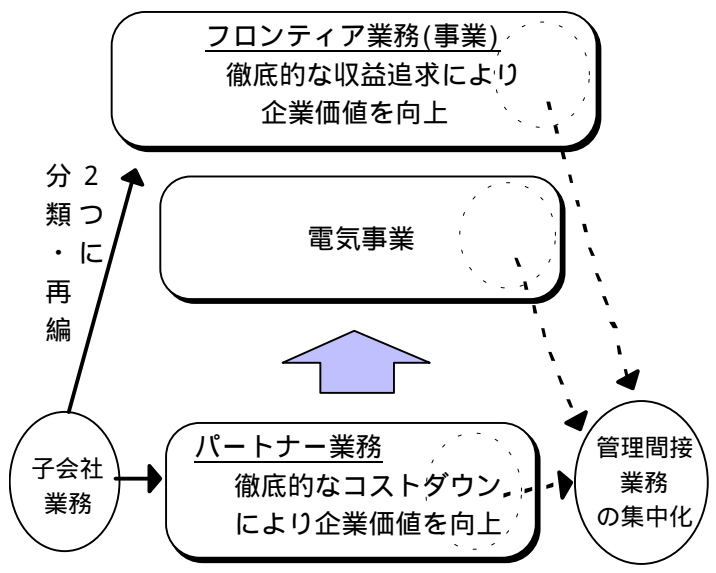 フロンティア業務(事業)
徹底的な収益追求により
企業価値を向上
2つに
分類・再編
電気事業
子会社
業務
パートナー業務
徹底的なコストダウン
により企業価値を向上
管理間接
業務
の集中化